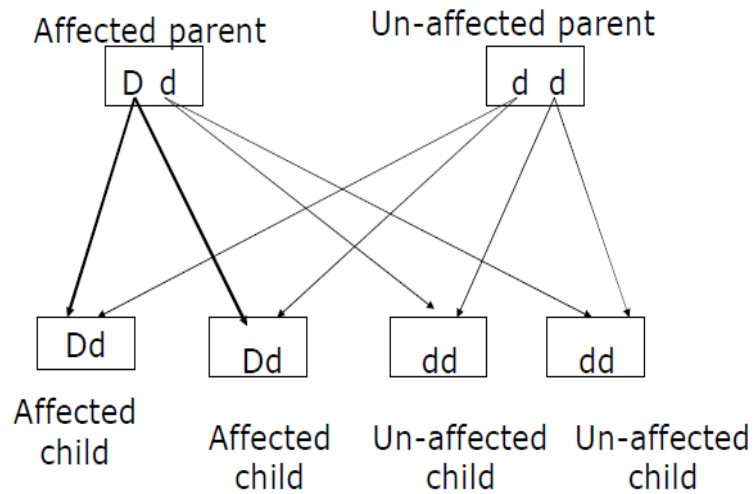 Affected parent
Un-affected parent
D d
d d
Dd
Dd
dd
dd
Affected
child
Affected
child
Un-affected
child
Un-affected
child